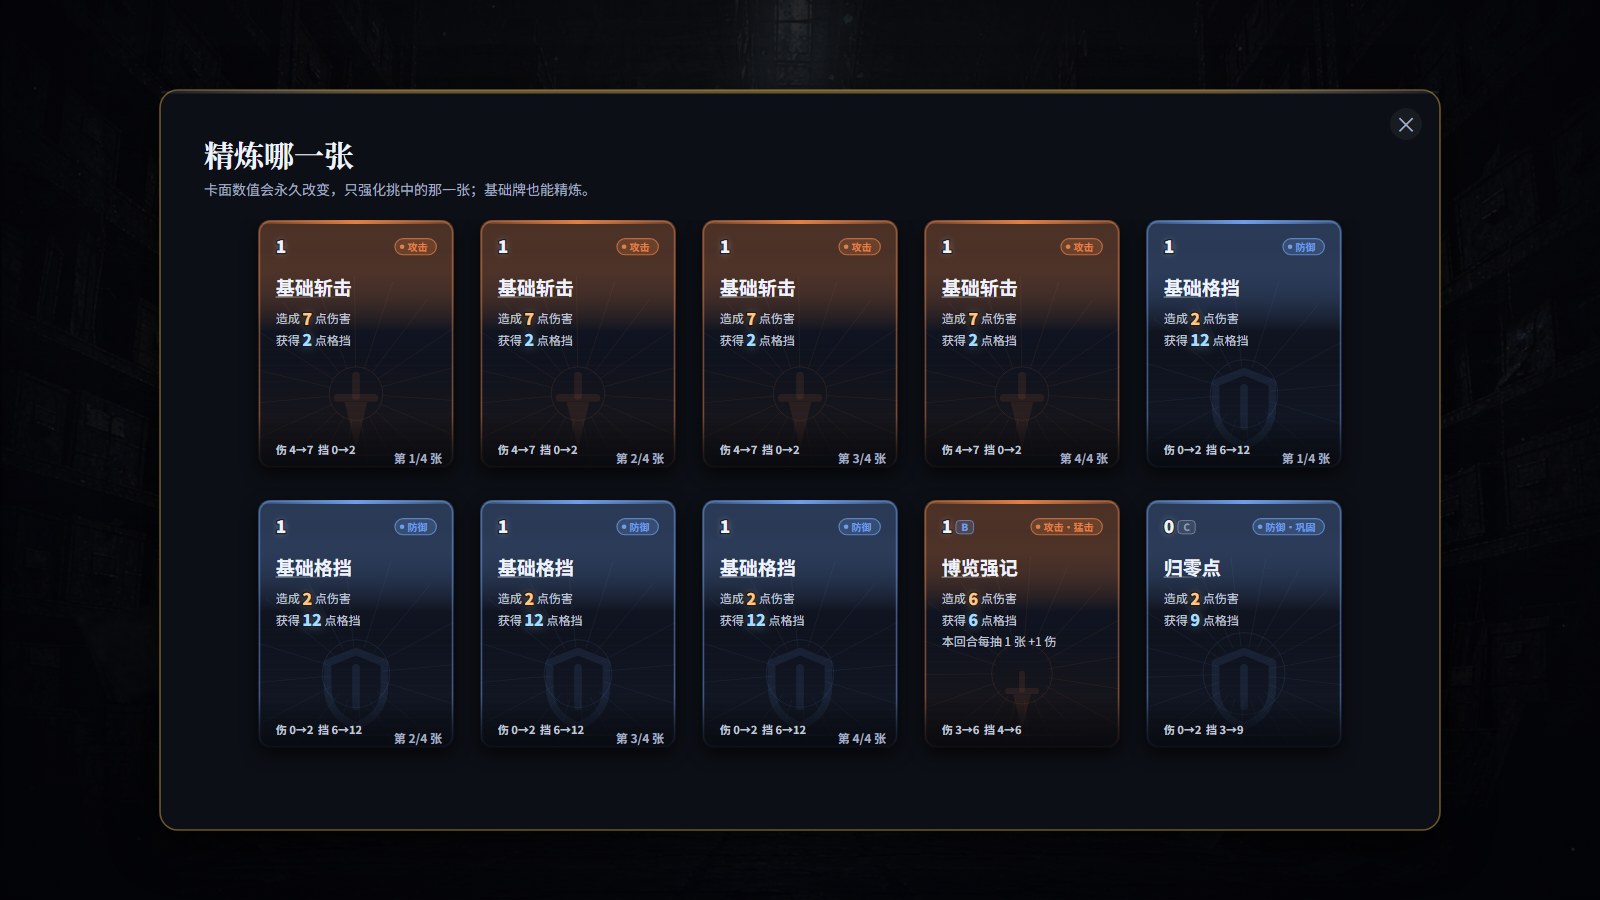 精炼哪一张
卡面数值会永久改变，只强化挑中的那一张；基础牌也能精炼。
1 攻击
基础斩击
造成 7 点伤害
获得 2 点格挡
伤 4→7 挡 0→2
第 1/4 张
1 攻击
基础斩击
造成 7 点伤害
获得 2 点格挡
伤 4→7 挡 0→2
第 2/4 张
1 攻击
基础斩击
造成 7 点伤害
获得 2 点格挡
伤 4→7 挡 0→2
第 3/4 张
1 攻击
基础斩击
造成 7 点伤害
获得 2 点格挡
伤 4→7 挡 0→2
第 4/4 张
1 防御
基础格挡
造成 2 点伤害
获得 12 点格挡
伤 0→2 挡 6→12
第 1/4 张
1 防御
基础格挡
造成 2 点伤害
获得 12 点格挡
伤 0→2 挡 6→12
第 2/4 张
1 防御
基础格挡
造成 2 点伤害
获得 12 点格挡
伤 0→2 挡 6→12
第 3/4 张
1 防御
基础格挡
造成 2 点伤害
获得 12 点格挡
伤 0→2 挡 6→12
第 4/4 张
1 B 攻击·猛击
博览强记
造成 6 点伤害
获得 6 点格挡
本回合每抽 1 张 +1 伤
伤 3→6 挡 4→6
0 C 防御·巩固
归零点
造成 2 点伤害
获得 9 点格挡
伤 0→2 挡 3→9